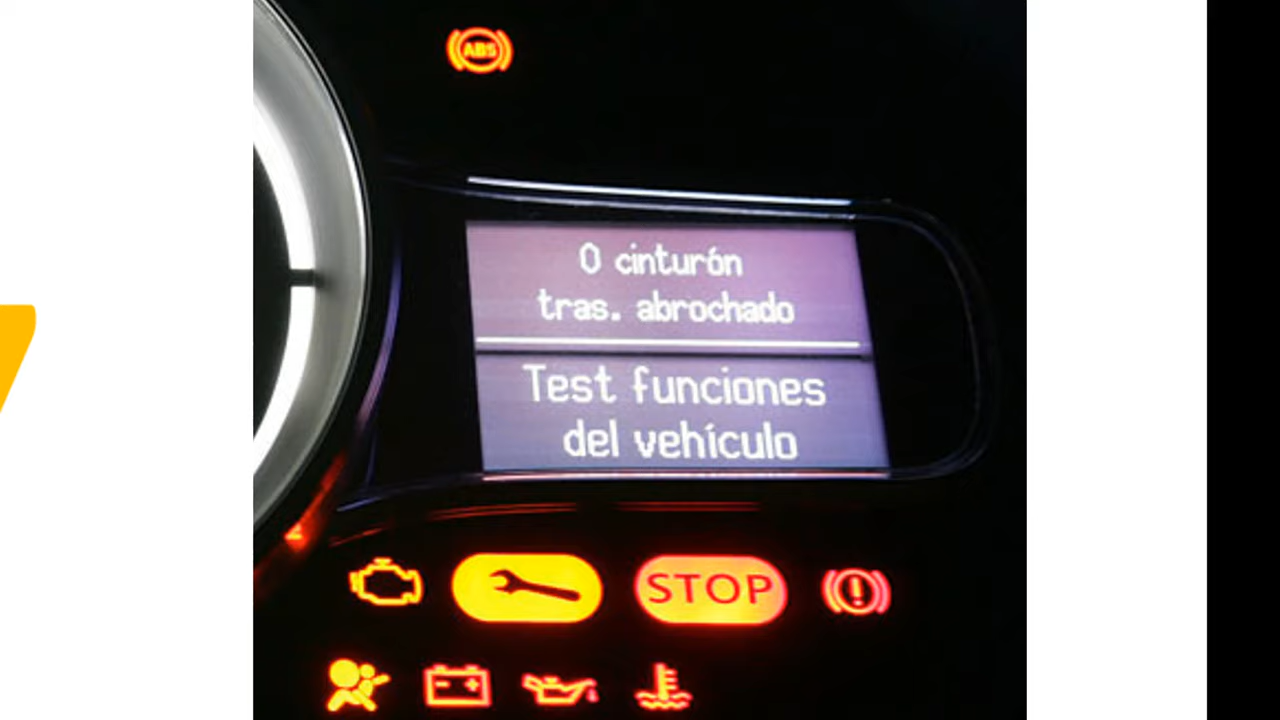 ABS
0 cinturón
tras. abrochado
Test funciones
del vehículo
STOP